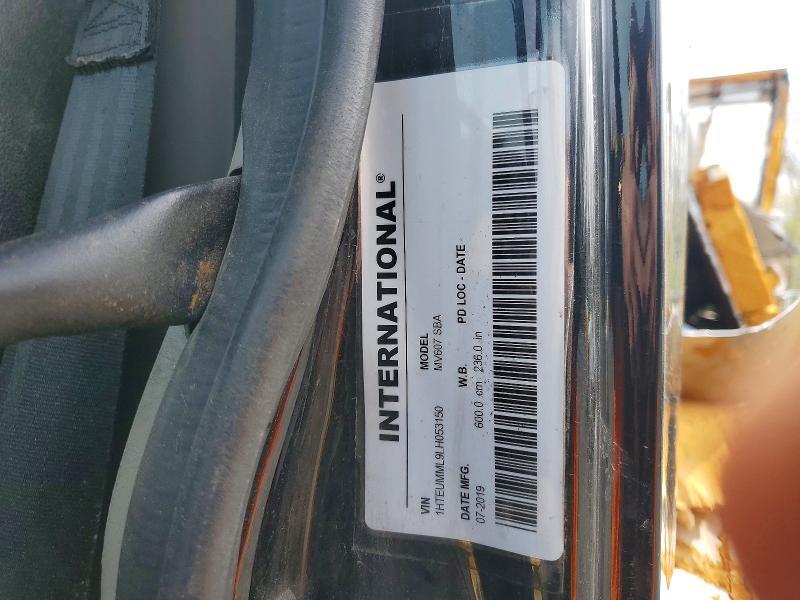 INTERNATIONAL®
VIN MODEL
1HTEUMML9LH053150 MV607 SBA
DATE MFG. W.B. PD LOC - DATE
07-2019 600.0 cm 236.0 in